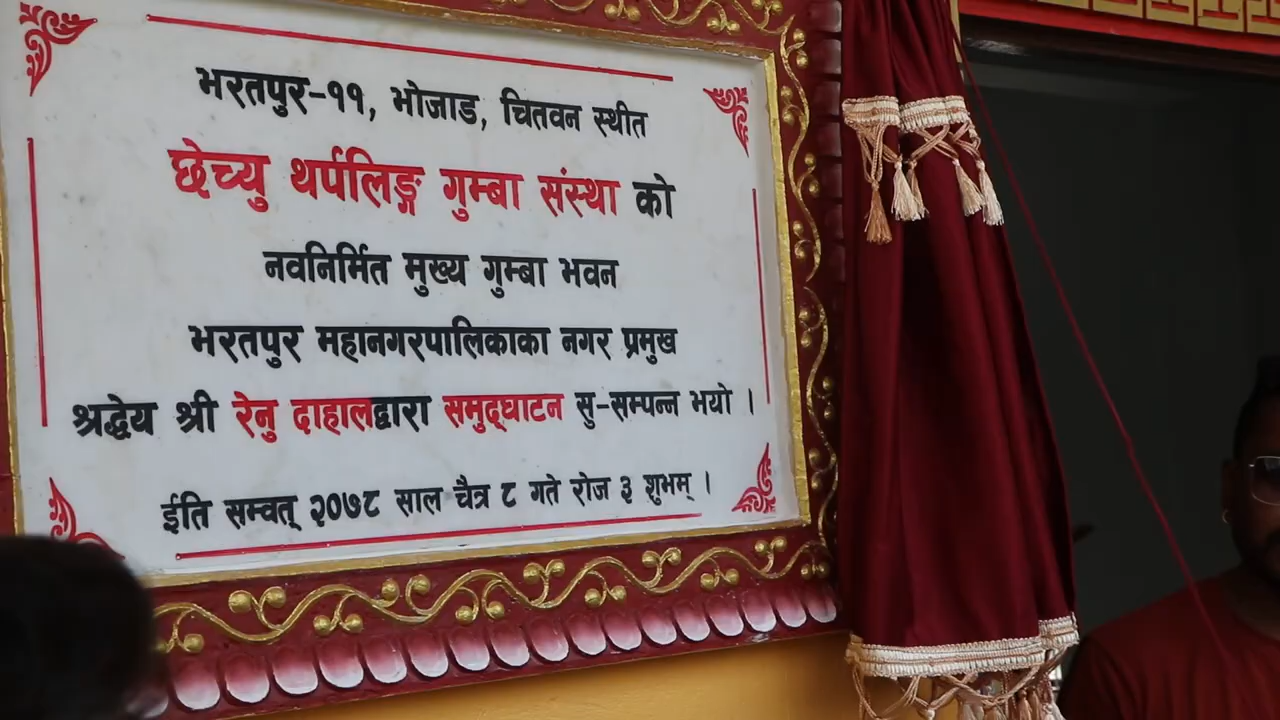 भरतपुर-११, भोजाड, चितवन स्थीत
छेच्यु थर्पलिङ्ग गुम्बा संस्था को
नवनिर्मित मुख्य गुम्बा भवन
भरतपुर महानगरपालिकाका नगर प्रमुख
श्रद्धेय श्री रेनु दाहालद्वारा समुद्घाटन सु-सम्पन्न भयो ।
ईति सम्वत् २०७८ साल चैत्र ८ गते रोज ३ शुभम् ।